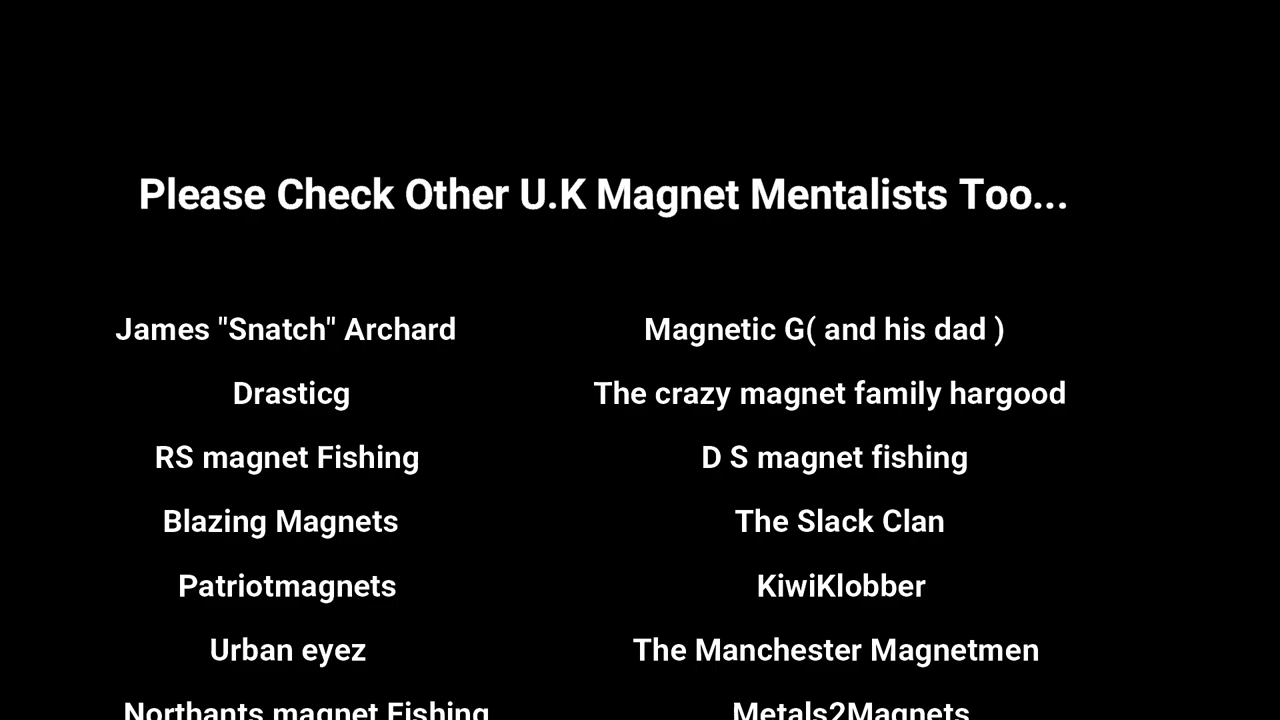 Please Check Other U.K Magnet Mentalists Too...
James "Snatch" Archard
Magnetic G( and his dad )
Drasticg
The crazy magnet family hargood
RS magnet Fishing
D S magnet fishing
Blazing Magnets
The Slack Clan
Patriotmagnets
KiwiKlobber
Urban eyez
The Manchester Magnetmen
Northants magnet Fishing
Metals2Magnets